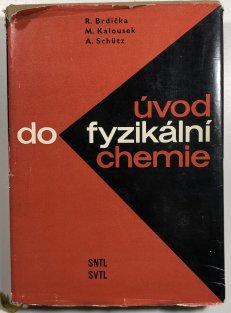 R. Brdička
M. Kalousek
A. Schütz
úvod
do fyzikální
chemie
SNTL
SVTL